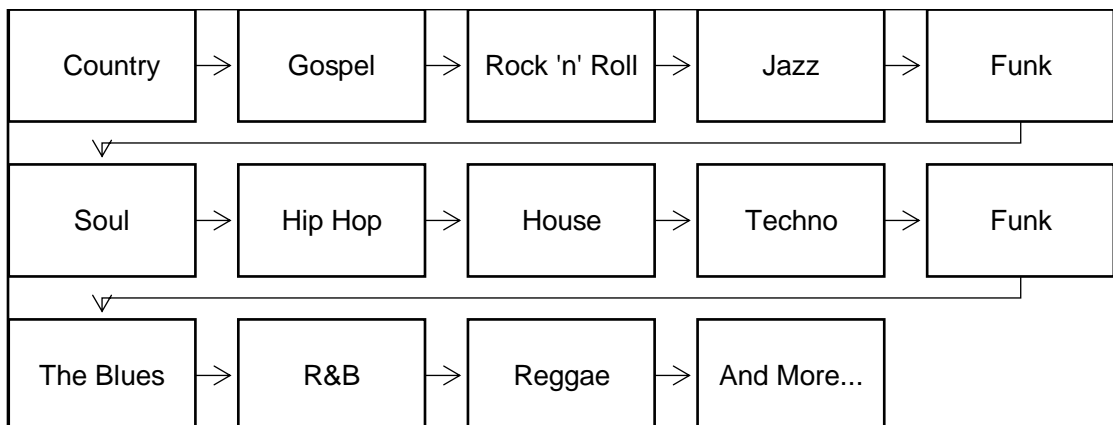 Country
Gospel
Rock 'n' Roll
Jazz
Funk
Soul
Hip Hop
House
Techno
Funk
The Blues
R&B
Reggae
And More...